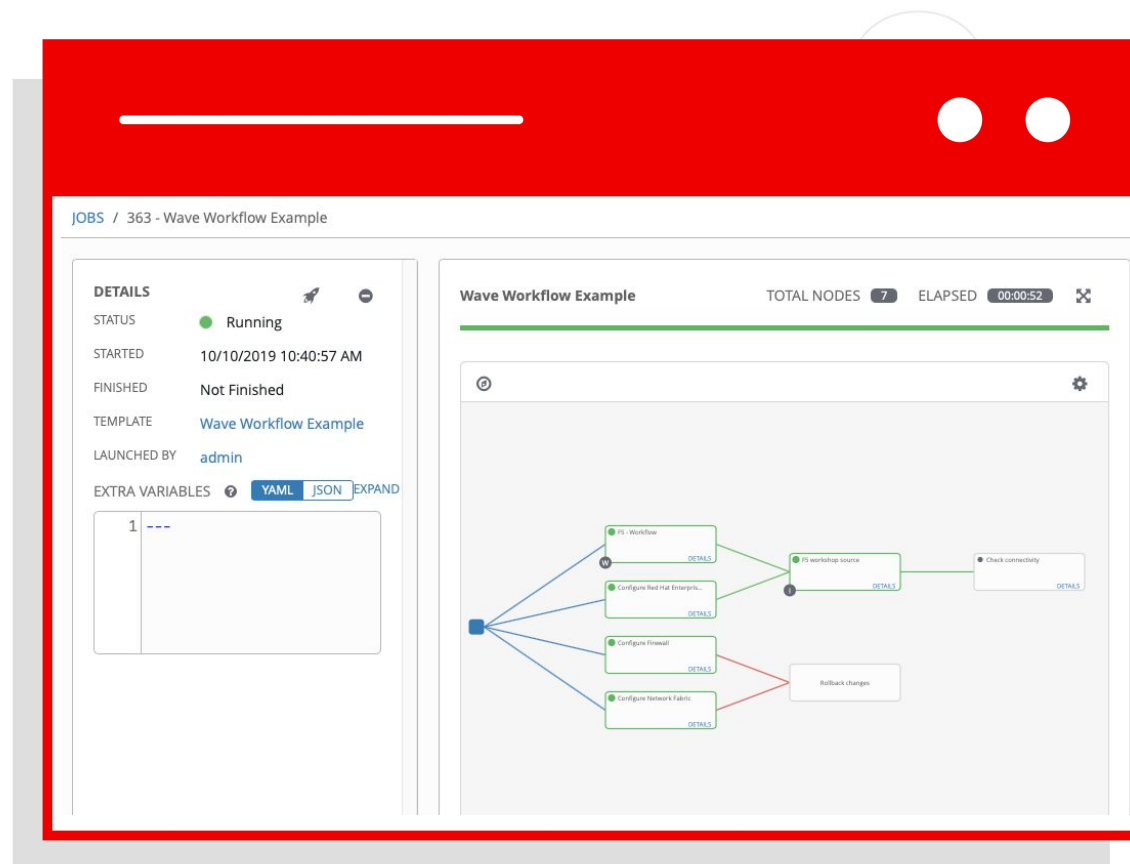 JOBS / 363 - Wave Workflow Example
DETAILS
STATUS Running
STARTED 10/10/2019 10:40:57 AM
FINISHED Not Finished
TEMPLATE Wave Workflow Example
LAUNCHED BY admin
EXTRA VARIABLES YAML JSON EXPAND
1 ---
Wave Workflow Example TOTAL NODES 7 ELAPSED 00:00:52
F5 - Workflow
DETAILS
W
Configure Red Hat Enterpris...
DETAILS
Configure Firewall
DETAILS
Configure Network Fabric
DETAILS
F5 workshop source
DETAILS
I
Rollback changes
Check connectivity
DETAILS